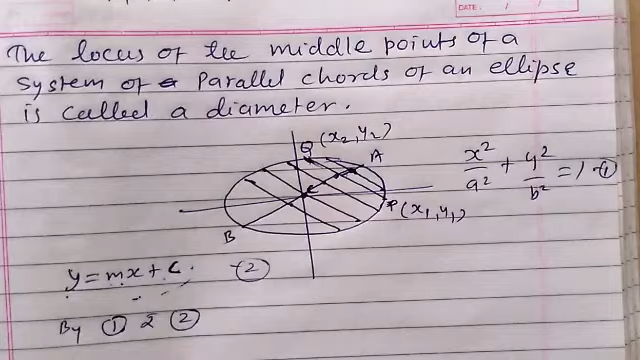 DATE: / /
The locus of the middle points of a
system of Parallel chords of an ellipse
is called a diameter.
Q (x₂, y₂)
A
x²/a² + y²/b² = 1 ①
C
P (x₁, y₁)
B
y = mx + c. ②
By ① & ②